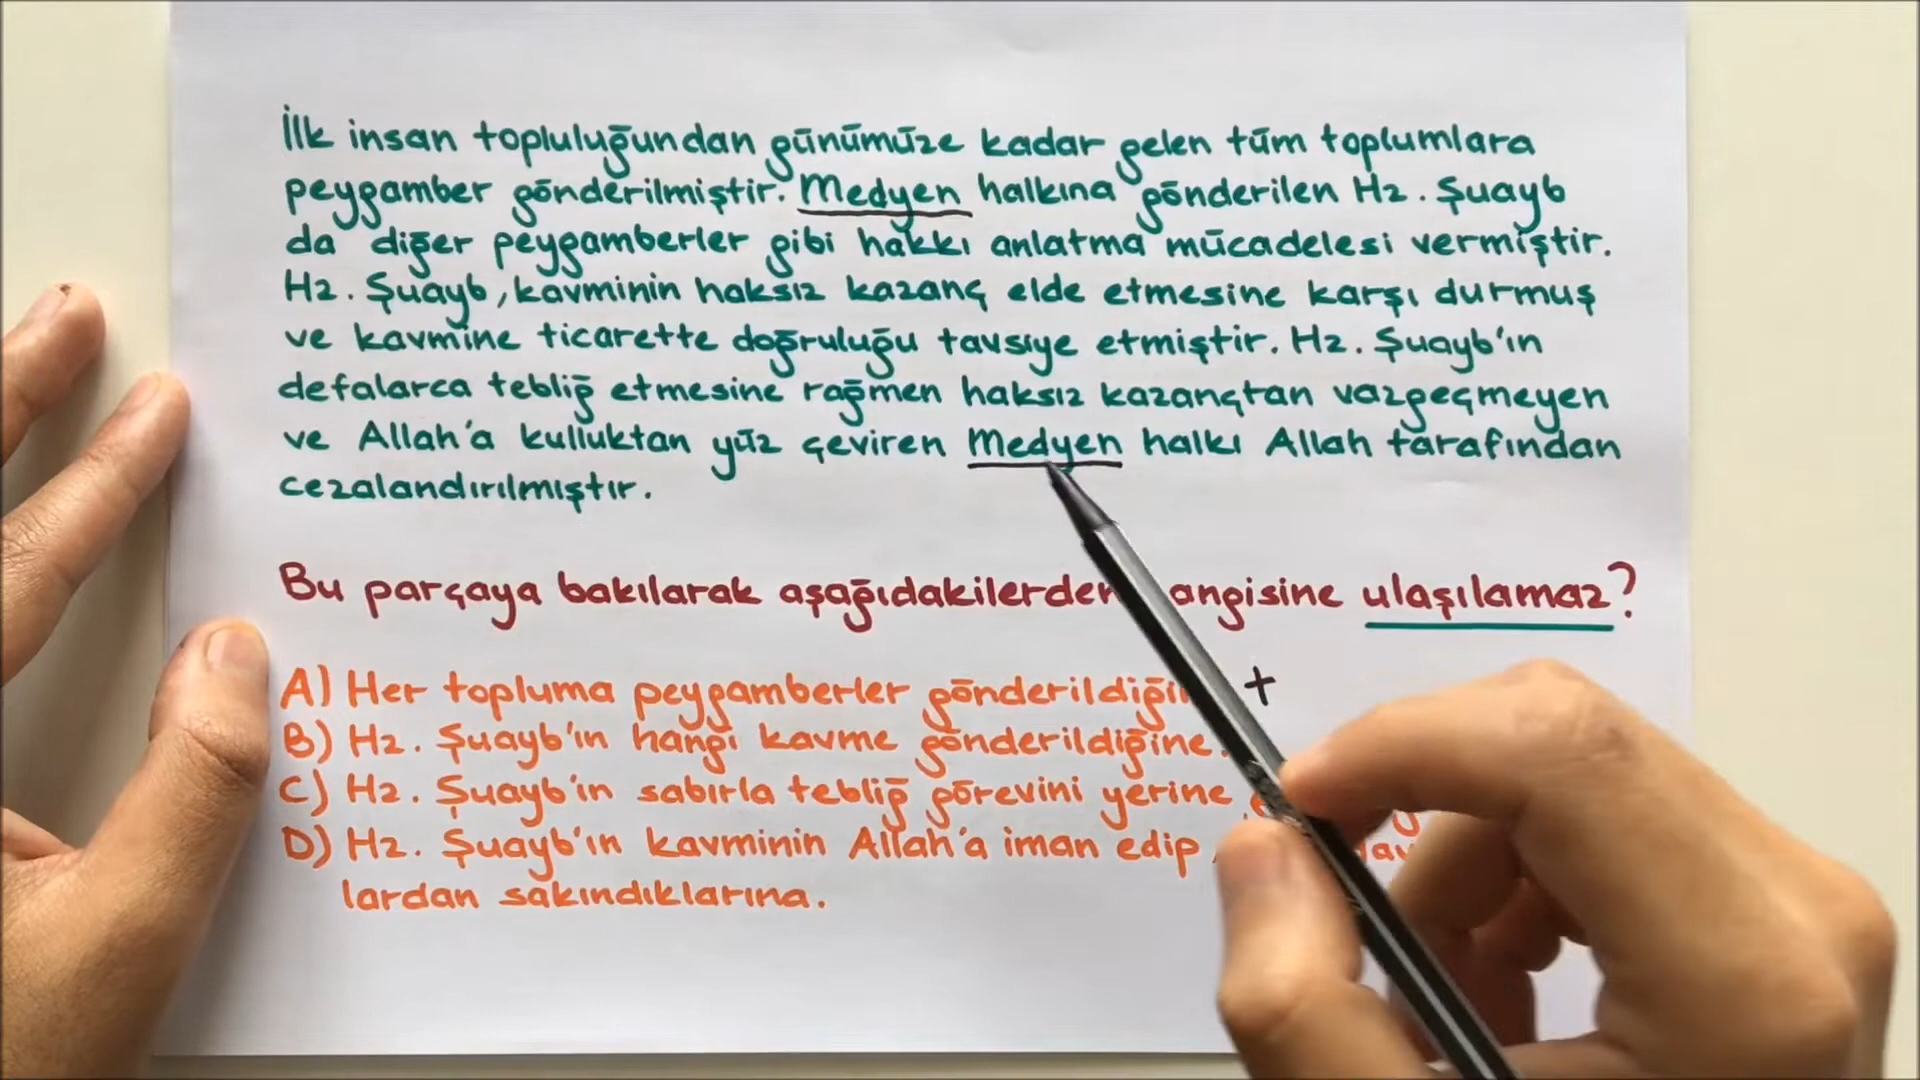 İlk insan topluluğundan günümüze kadar gelen tüm toplumlara
peygamber gönderilmiştir. Medyen halkına gönderilen Hz. Şuayb
da diğer peygamberler gibi hakkı anlatma mücadelesi vermiştir.
Hz. Şuayb, kavminin haksız kazanç elde etmesine karşı durmuş
ve kavmine ticarette doğruluğu tavsiye etmiştir. Hz. Şuayb'ın
defalarca tebliğ etmesine rağmen haksız kazançtan vazgeçmeyen
ve Allah'a kulluktan yüz çeviren Medyen halkı Allah tarafından
cezalandırılmıştır.
Bu parçaya bakılarak aşağıdakilerden angisine ulaşılamaz?
A) Her topluma peygamberler gönderildiğin +
B) Hz. Şuayb'ın hangi kavme gönderildiğine.
C) Hz. Şuayb'in sabırla tebliğ görevini yerine
D) Hz. Şuayb'ın kavminin Allah'a iman edip
lardan sakındıklarına.